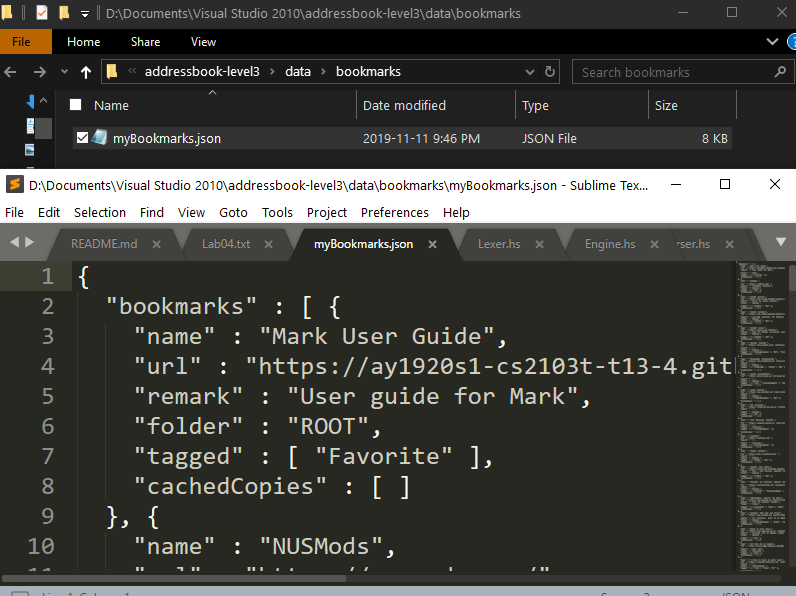 D:\Documents\Visual Studio 2010\addressbook-level3\data\bookmarks
File Home Share View
addressbook-level3 › data › bookmarks Search bookmarks
Name Date modified Type Size
myBookmarks.json 2019-11-11 9:46 PM JSON File 8 KB
D:\Documents\Visual Studio 2010\addressbook-level3\data\bookmarks\myBookmarks.json - Sublime Tex...
File Edit Selection Find View Goto Tools Project Preferences Help
README.md Lab04.txt myBookmarks.json Lexer.hs Engine.hs rser.hs
1 {
2 "bookmarks" : [ {
3 "name" : "Mark User Guide",
4 "url" : "https://ay1920s1-cs2103t-t13-4.git
5 "remark" : "User guide for Mark",
6 "folder" : "ROOT",
7 "tagged" : [ "Favorite" ],
8 "cachedCopies" : [ ]
9 }, {
10 "name" : "NUSMods",